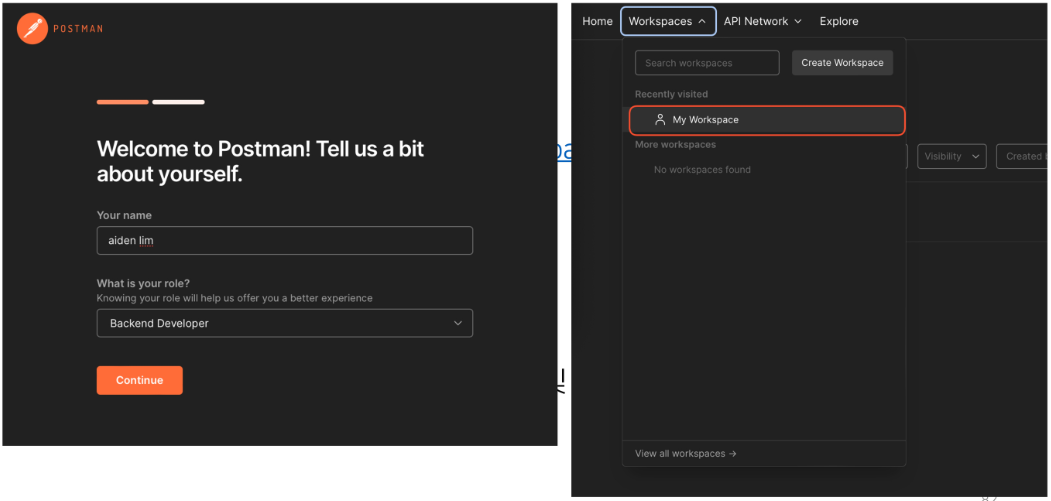 POSTMAN
Welcome to Postman! Tell us a bit
about yourself.
Your name
aiden lim
What is your role?
Knowing your role will help us offer you a better experience
Backend Developer
Continue
Home
Workspaces
API Network
Explore
Search workspaces
Create Workspace
Recently visited
My Workspace
More workspaces
No workspaces found
View all workspaces →
Visibility
Created